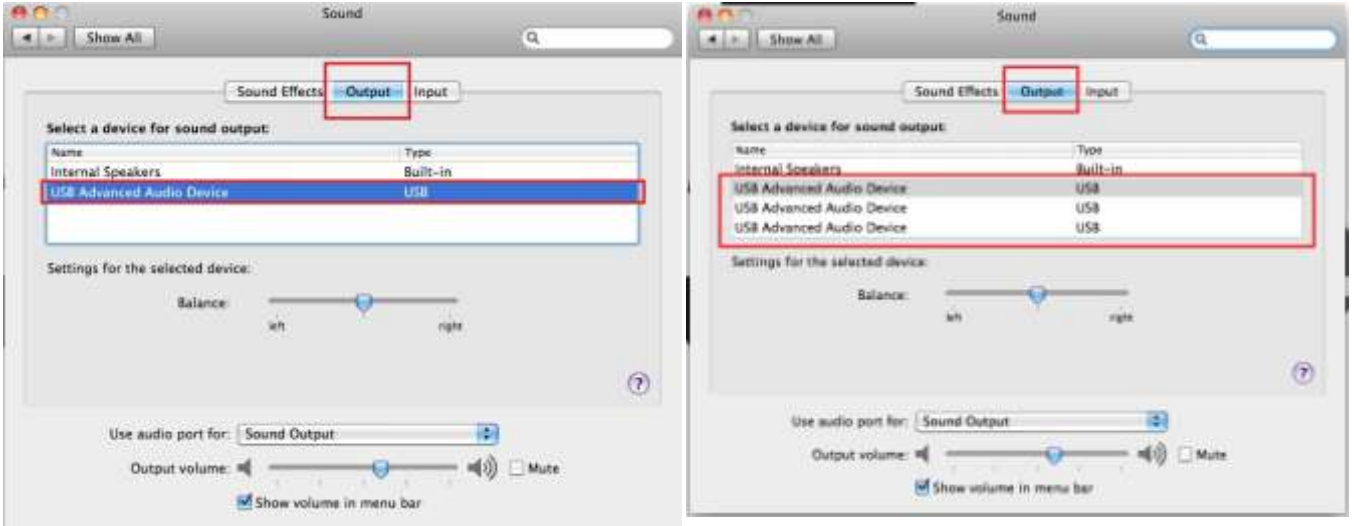 Sound
Show All
Sound Effects Output Input
Select a device for sound output:
Name Type
Internal Speakers Built-in
USB Advanced Audio Device USB
Settings for the selected device:
Balance:
left right
?
Use audio port for: Sound Output
Output volume: Mute
Show volume in menu bar
Sound
Show All
Sound Effects Output Input
Select a device for sound output:
Name Type
Internal Speakers Built-in
USB Advanced Audio Device USB
USB Advanced Audio Device USB
USB Advanced Audio Device USB
Settings for the selected device:
Balance:
left right
?
Use audio port for: Sound Output
Output volume: Mute
Show volume in menu bar